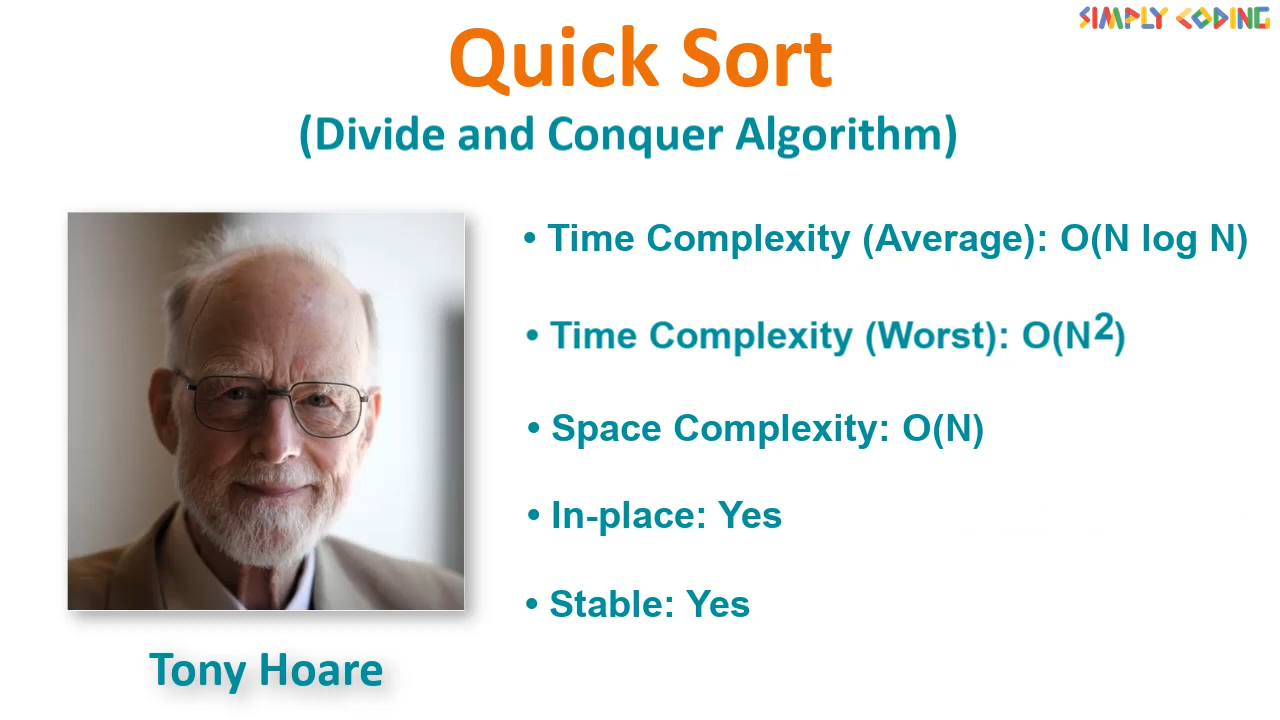 SIMPLY CODING
Quick Sort
(Divide and Conquer Algorithm)
• Time Complexity (Average): O(N log N)
• Time Complexity (Worst): O(N²)
• Space Complexity: O(N)
• In-place: Yes
• Stable: Yes
Tony Hoare